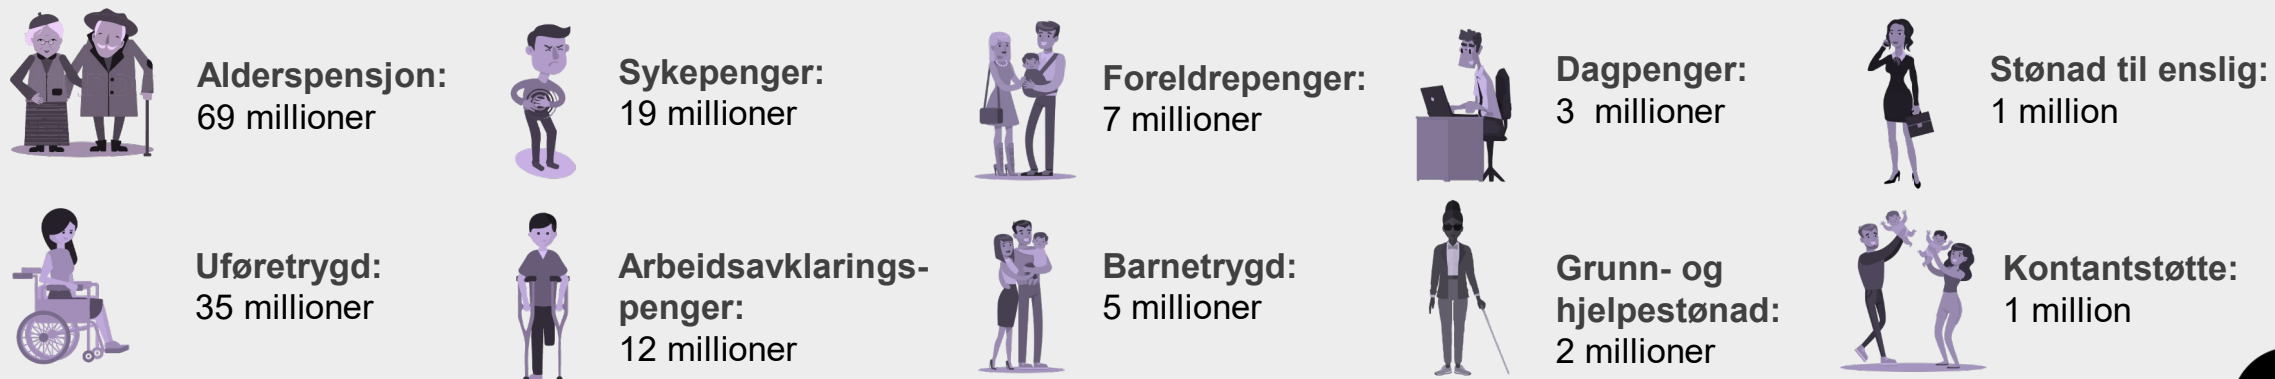 Alderspensjon:
69 millioner
Sykepenger:
19 millioner
Foreldrepenger:
7 millioner
Dagpenger:
3  millioner
Stønad til enslig:
1 million
Uføretrygd:
35 millioner
Arbeidsavklarings-
penger:
12 millioner
Barnetrygd:
5 millioner
Grunn- og
hjelpestønad:
2 millioner
Kontantstøtte:
1 million